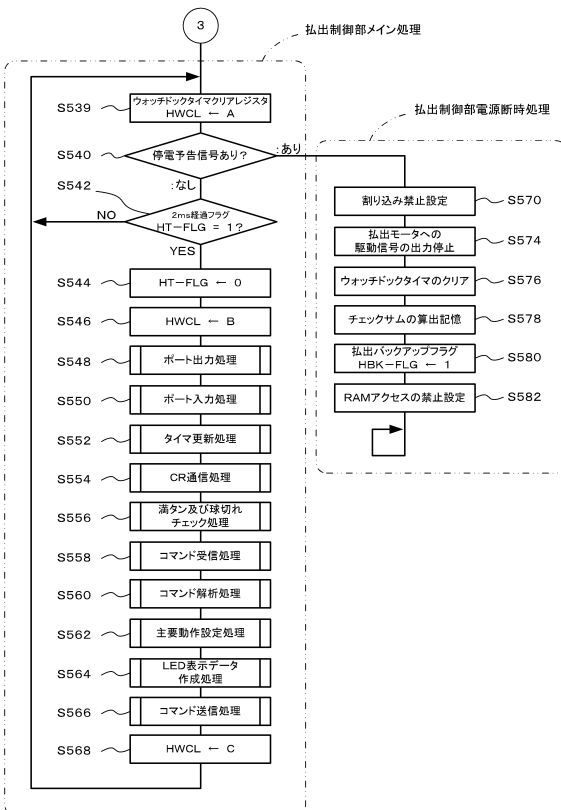 3
払出制御部メイン処理
S539
ウォッチドックタイマクリアレジスタ
HWCL ← A
払出制御部電源断時処理
S540
停電予告信号あり?
:あり
:なし
S542
2ms経過フラグ
HT-FLG = 1?
NO
YES
S544
HT-FLG ← 0
S546
HWCL ← B
S548
ポート出力処理
S550
ポート入力処理
S552
タイマ更新処理
S554
CR通信処理
S556
満タン及び球切れ
チェック処理
S558
コマンド受信処理
S560
コマンド解析処理
S562
主要動作設定処理
S564
LED表示データ
作成処理
S566
コマンド送信処理
S568
HWCL ← C
割り込み禁止設定
S570
払出モータへの
駆動信号の出力停止
S574
ウォッチドックタイマのクリア
S576
チェックサムの算出記憶
S578
払出バックアップフラグ
HBK-FLG ← 1
S580
RAMアクセスの禁止設定
S582